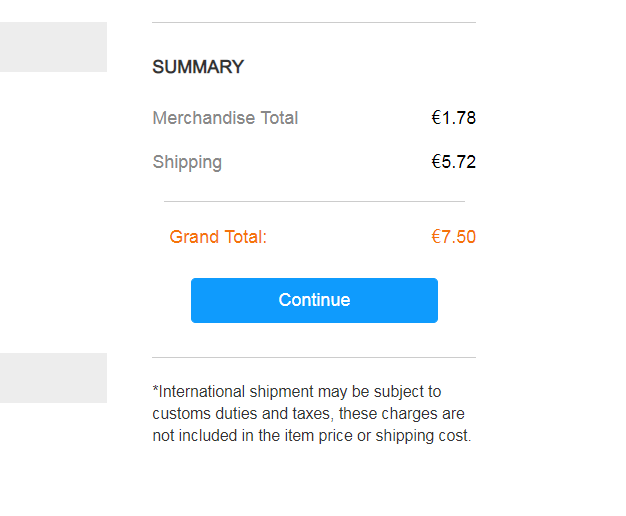 SUMMARY
Merchandise Total €1.78
Shipping €5.72
Grand Total: €7.50
Continue
*International shipment may be subject to
customs duties and taxes, these charges are
not included in the item price or shipping cost.